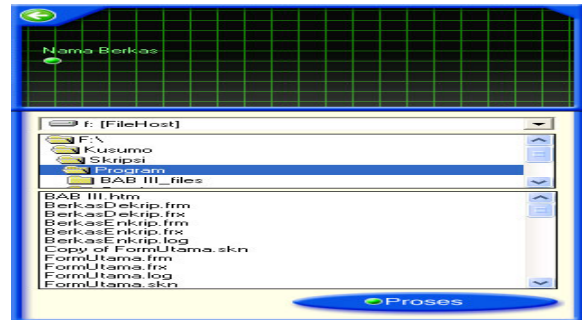 Nama Berkas
f: [FileHost]
F:\
Kusumo
Skripsi
Program
BAB III_files
BAB III.htm
BerkasDekrip.frm
BerkasDekrip.frx
BerkasEnkrip.frm
BerkasEnkrip.frx
BerkasEnkrip.log
Copy of FormUtama.skn
FormUtama.frm
FormUtama.frx
FormUtama.log
FormUtama.skn
Proses